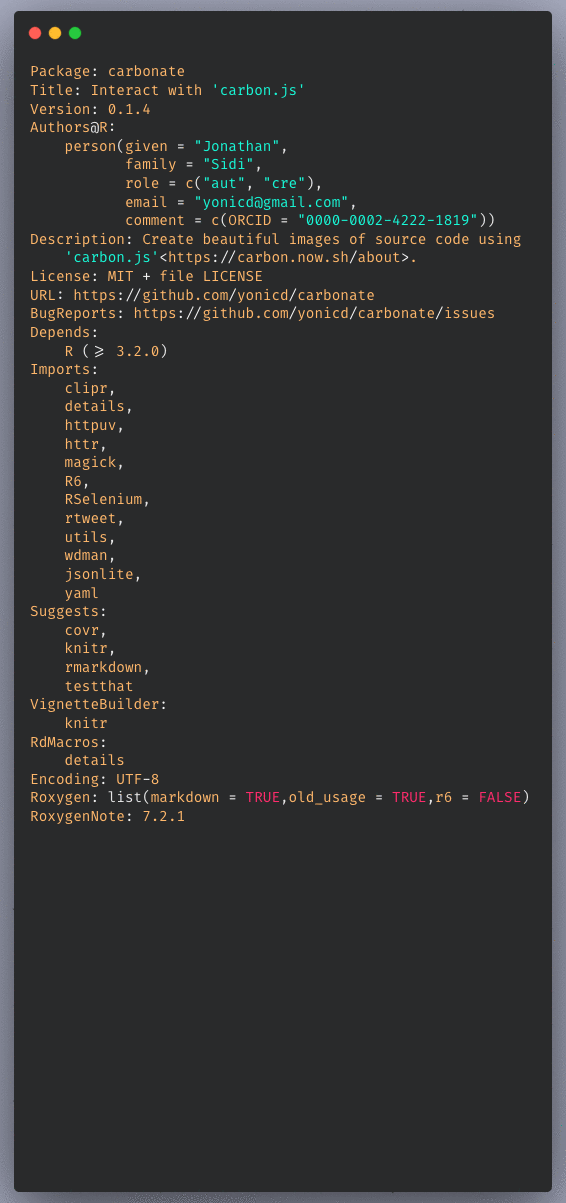 Package: carbonate
Title: Interact with 'carbon.js'
Version: 0.1.4
Authors@R:
    person(given = "Jonathan",
           family = "Sidi",
           role = c("aut", "cre"),
           email = "yonicd@gmail.com",
           comment = c(ORCID = "0000-0002-4222-1819"))
Description: Create beautiful images of source code using
    'carbon.js'<https://carbon.now.sh/about>.
License: MIT + file LICENSE
URL: https://github.com/yonicd/carbonate
BugReports: https://github.com/yonicd/carbonate/issues
Depends:
    R (>= 3.2.0)
Imports:
    clipr,
    details,
    httpuv,
    httr,
    magick,
    R6,
    RSelenium,
    rtweet,
    utils,
    wdman,
    jsonlite,
    yaml
Suggests:
    covr,
    knitr,
    rmarkdown,
    testthat
VignetteBuilder:
    knitr
RdMacros:
    details
Encoding: UTF-8
Roxygen: list(markdown = TRUE,old_usage = TRUE,r6 = FALSE)
RoxygenNote: 7.2.1